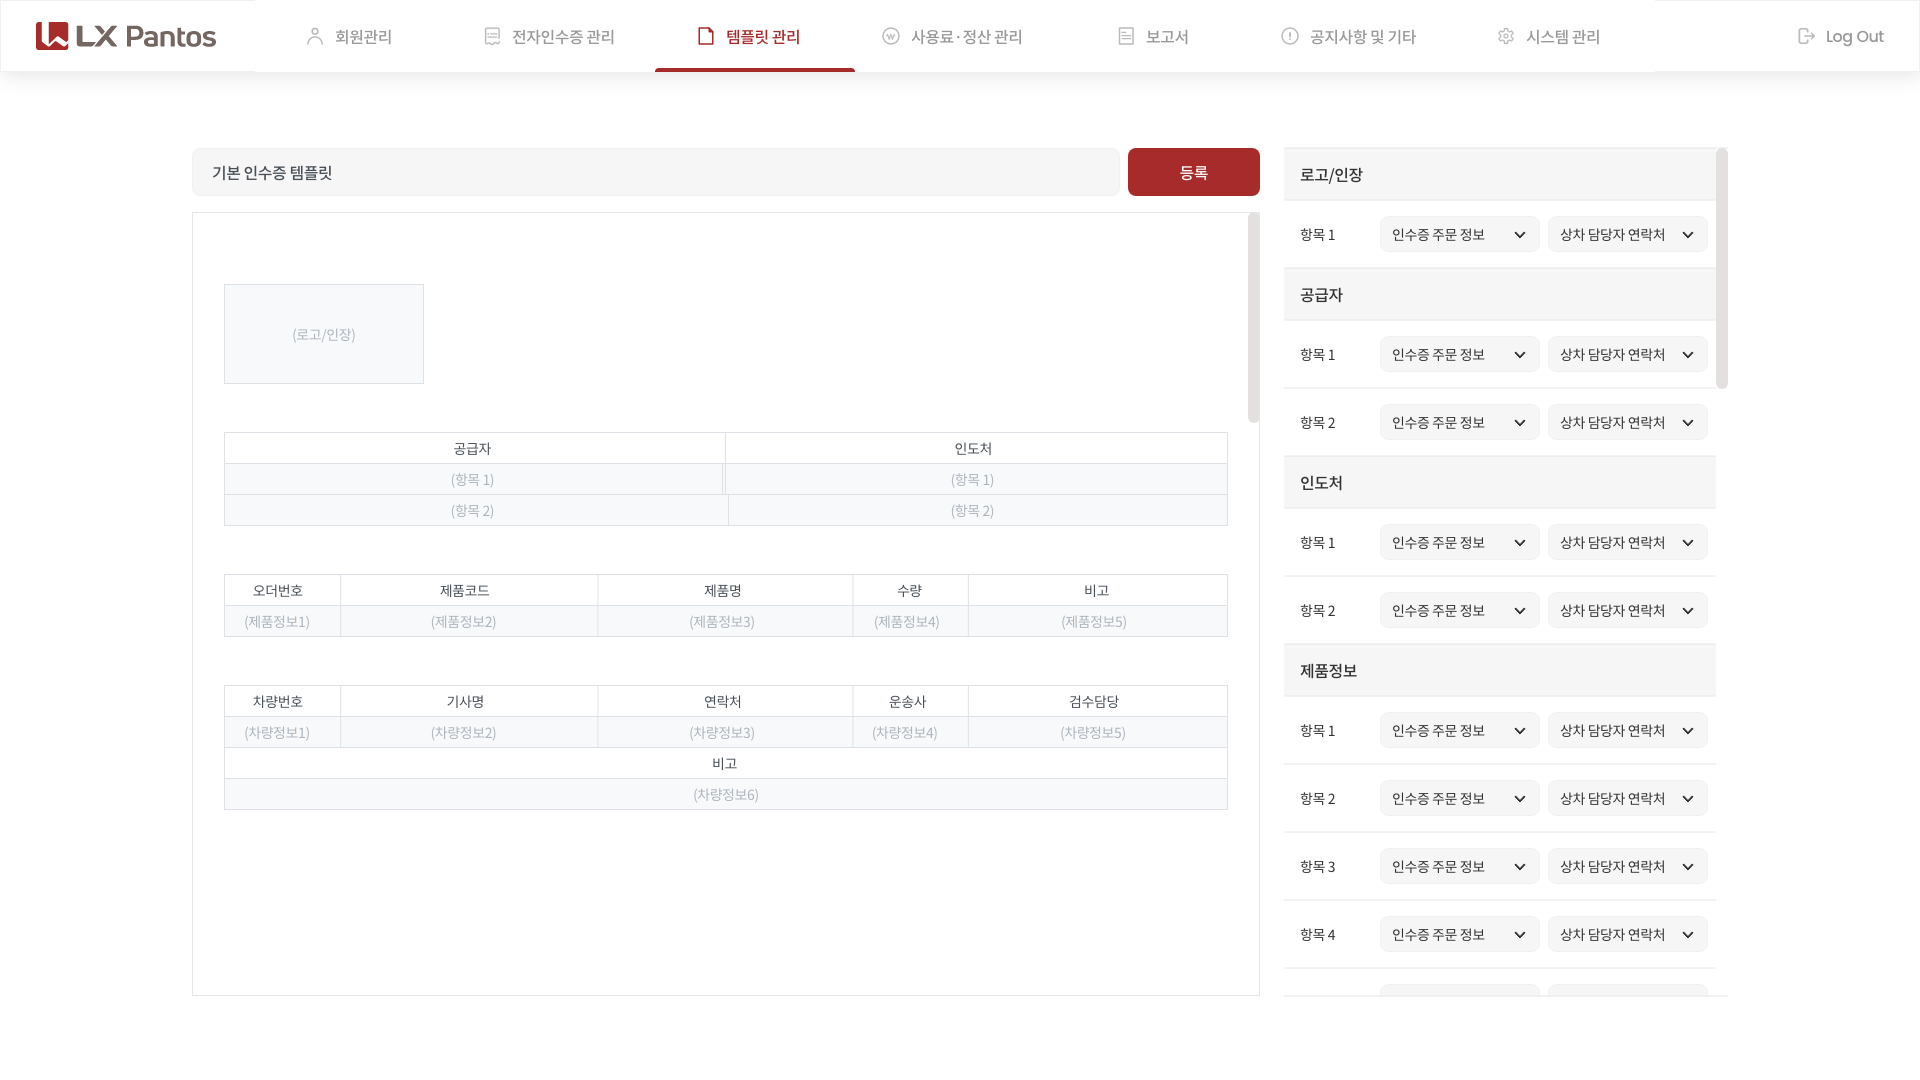 LX Pantos
회원관리
전자인수증 관리
템플릿 관리
사용료·정산 관리
보고서
공지사항 및 기타
시스템 관리
Log Out
기본 인수증 템플릿
등록
(로고/인장)
공급자 인도처
(항목 1) (항목 1)
(항목 2) (항목 2)
오더번호 제품코드 제품명 수량 비고
(제품정보1) (제품정보2) (제품정보3) (제품정보4) (제품정보5)
차량번호 기사명 연락처 운송사 검수담당
(차량정보1) (차량정보2) (차량정보3) (차량정보4) (차량정보5)
비고
(차량정보6)
로고/인장
항목 1 인수증 주문 정보 상차 담당자 연락처
공급자
항목 1 인수증 주문 정보 상차 담당자 연락처
항목 2 인수증 주문 정보 상차 담당자 연락처
인도처
항목 1 인수증 주문 정보 상차 담당자 연락처
항목 2 인수증 주문 정보 상차 담당자 연락처
제품정보
항목 1 인수증 주문 정보 상차 담당자 연락처
항목 2 인수증 주문 정보 상차 담당자 연락처
항목 3 인수증 주문 정보 상차 담당자 연락처
항목 4 인수증 주문 정보 상차 담당자 연락처